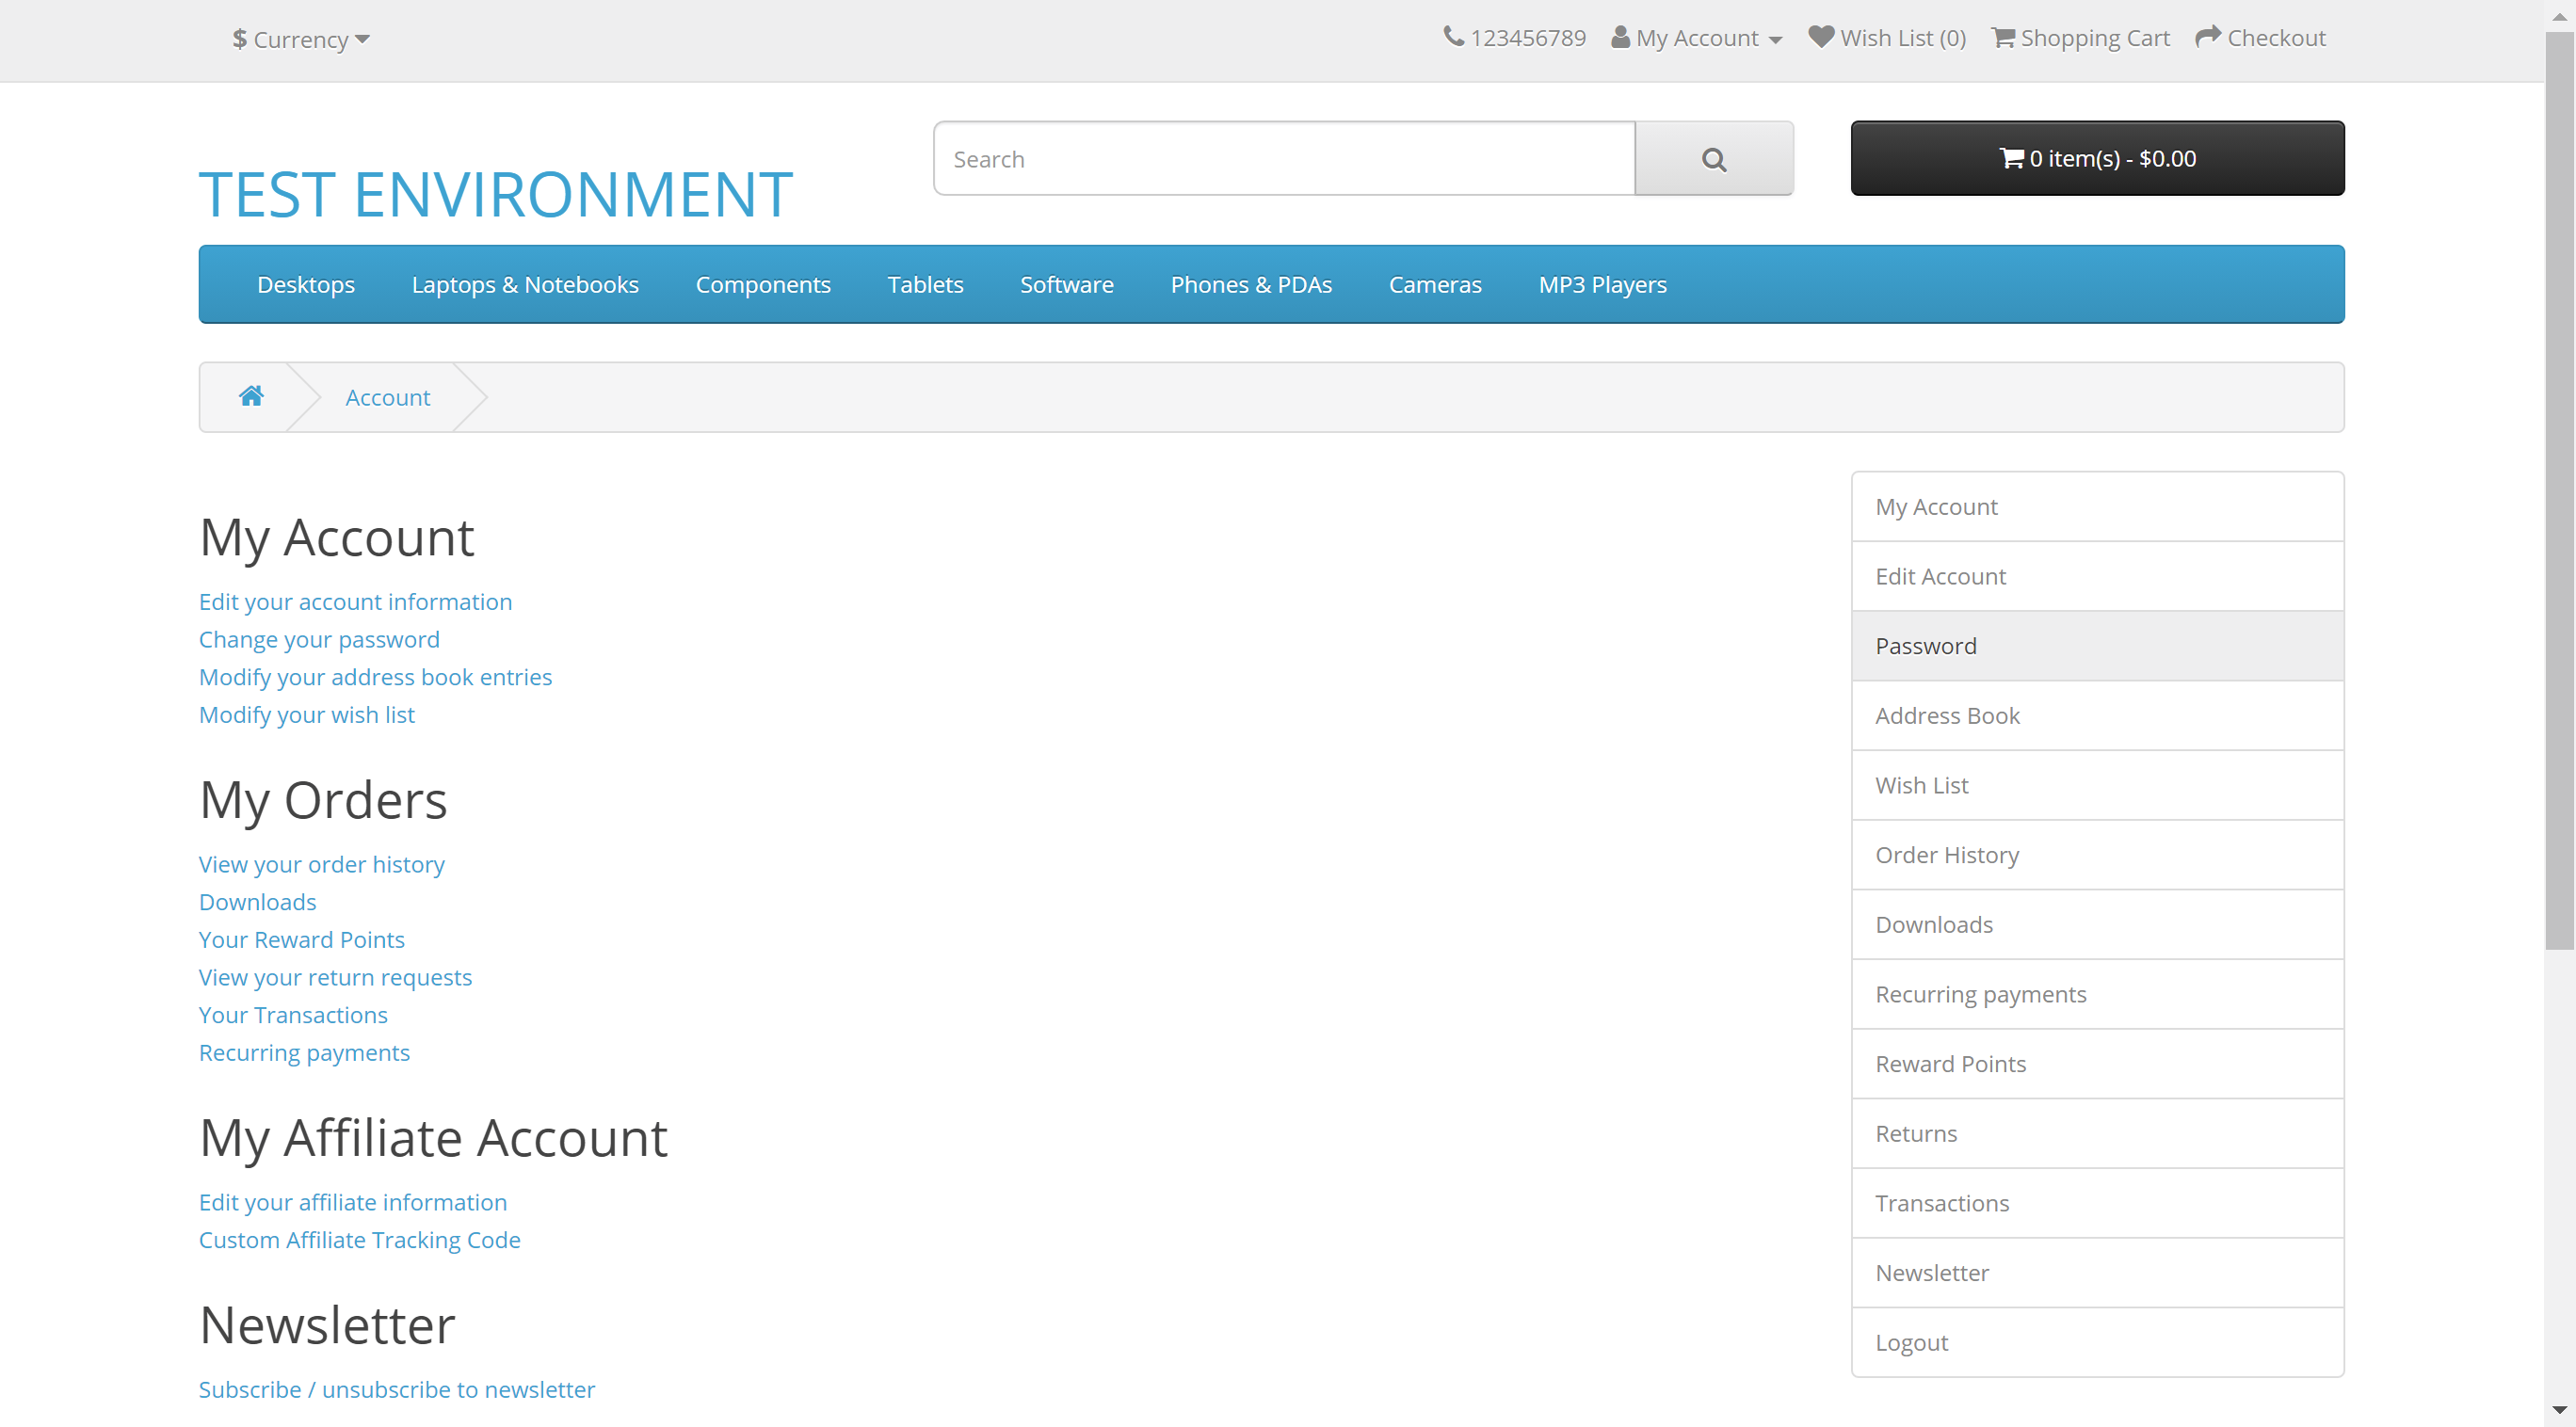 $ Currency
123456789 My Account Wish List (0) Shopping Cart Checkout
TEST ENVIRONMENT
Search
0 item(s) - $0.00
Desktops Laptops & Notebooks Components Tablets Software Phones & PDAs Cameras MP3 Players
Account
My Account
Edit your account information
Change your password
Modify your address book entries
Modify your wish list
My Orders
View your order history
Downloads
Your Reward Points
View your return requests
Your Transactions
Recurring payments
My Affiliate Account
Edit your affiliate information
Custom Affiliate Tracking Code
Newsletter
Subscribe / unsubscribe to newsletter
My Account
Edit Account
Password
Address Book
Wish List
Order History
Downloads
Recurring payments
Reward Points
Returns
Transactions
Newsletter
Logout